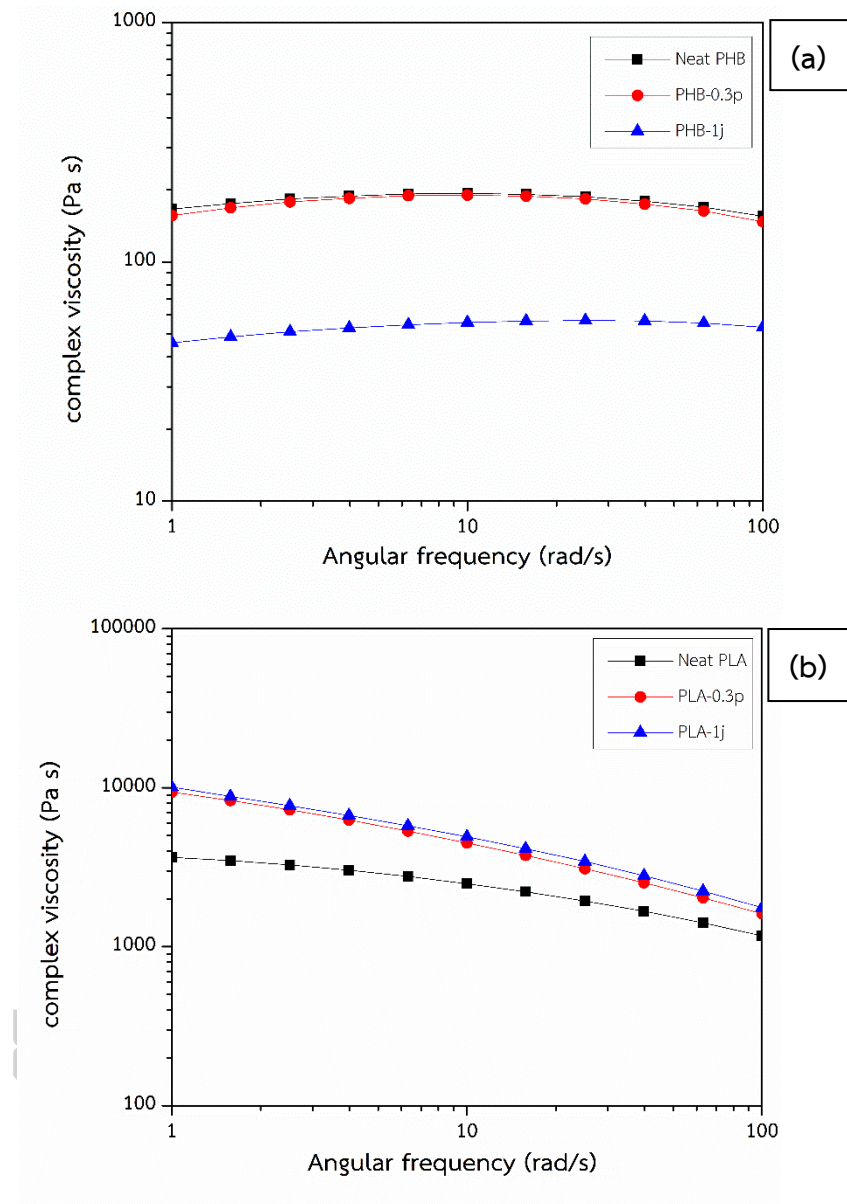 1000
(a)
Neat PHB
PHB-0.3p
PHB-1j
complex viscosity (Pa s)
100
10
1
10
100
Angular frequency (rad/s)
100000
(b)
Neat PLA
PLA-0.3p
PLA-1j
10000
complex viscosity (Pa s)
1000
100
1
10
100
Angular frequency (rad/s)